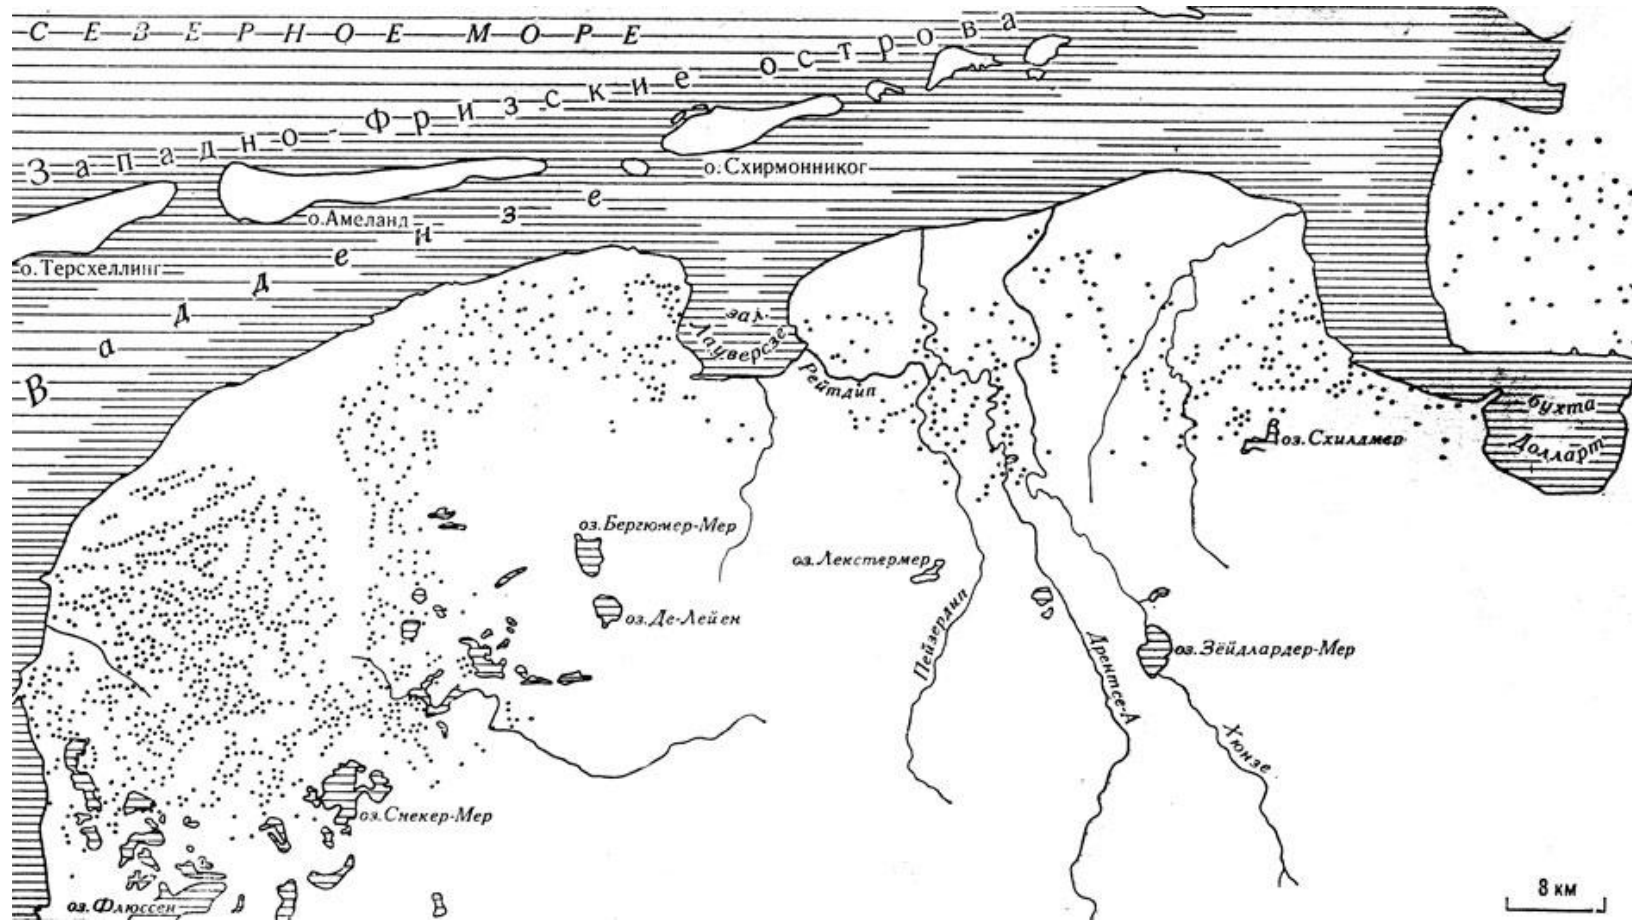 СЕВЕРНОЕ МОРЕ
Западно-Фризские острова
о.Схирмонниког
о.Амеланд
о.Терсхеллинг
Ваддензе
зал.
Лауверсзе
Рейтдип
бухта
Долларт
оз.Схилдмер
оз.Бергюмер-Мер
оз.Лекстермер
оз.Де-Лейен
Пейзердип
Дрентсе-А
оз.Зёйдлардер-Мер
Хюнзе
оз.Снекер-Мер
оз.Флюссен
8 км